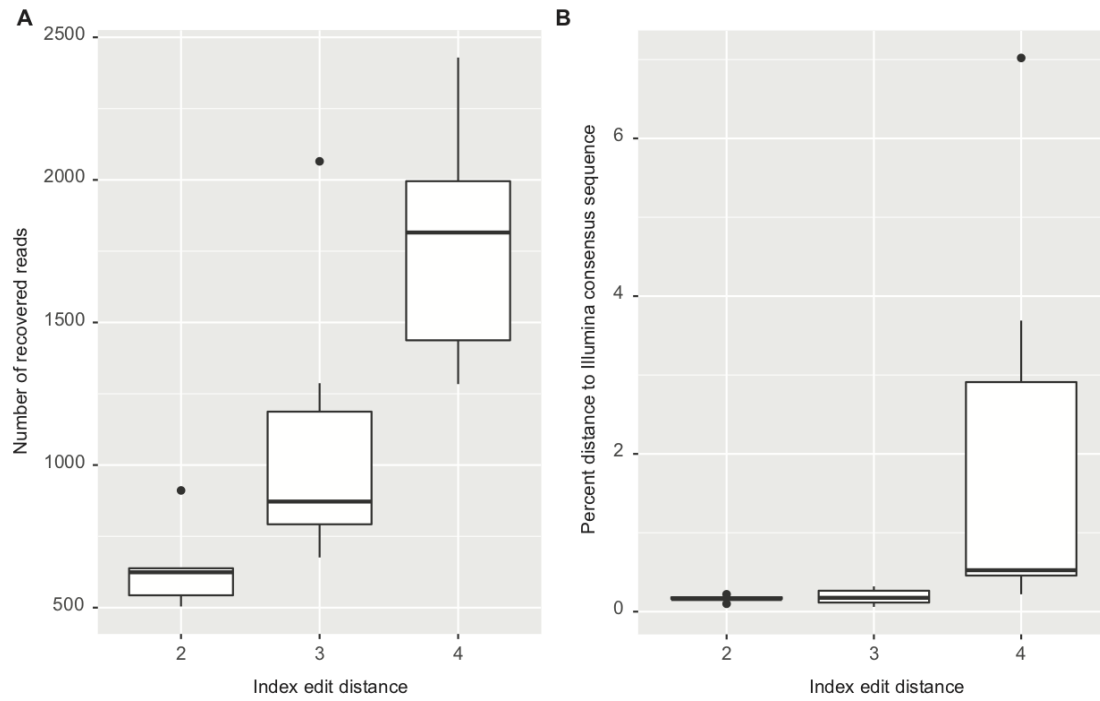 A
Number of recovered reads
2500
2000
1500
1000
500
2 3 4
Index edit distance
B
Percent distance to Illumina consensus sequence
6
4
2
0
2 3 4
Index edit distance